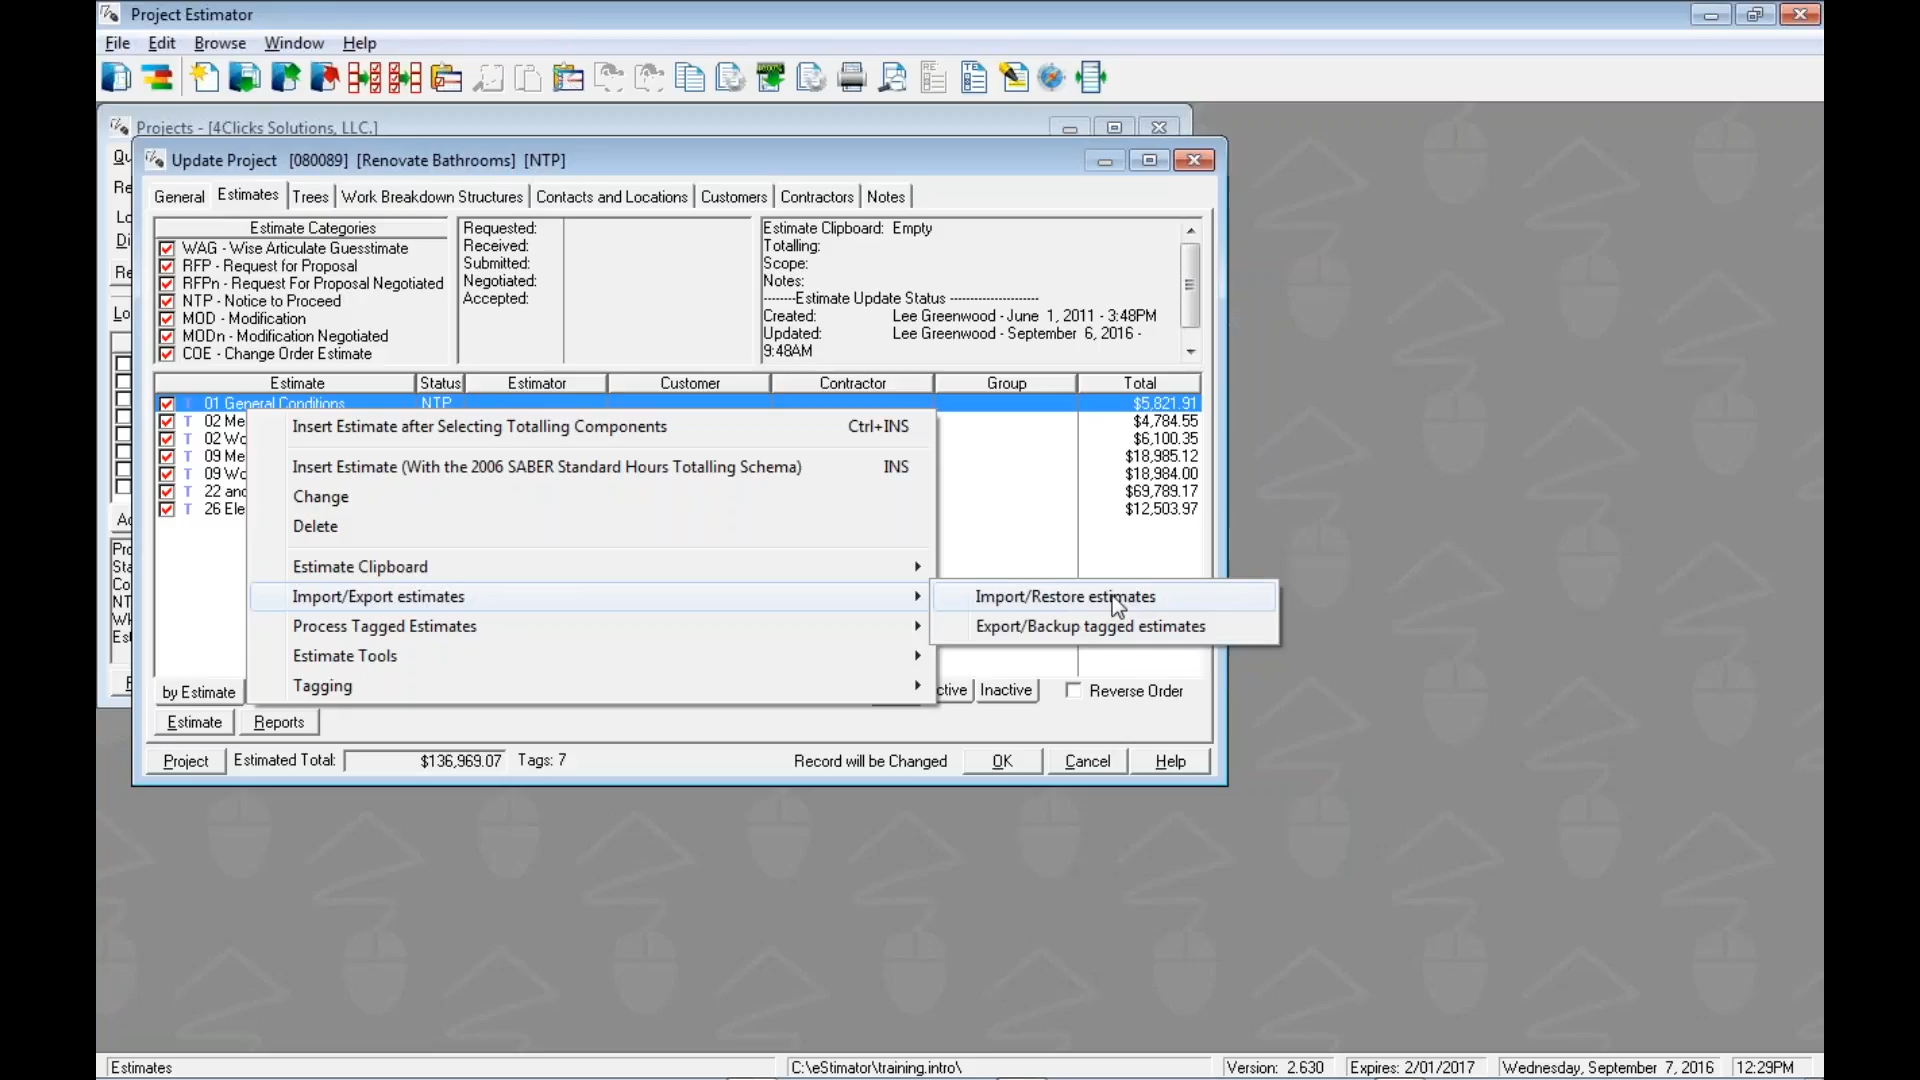 Project Estimator
File Edit Browse Window Help
Projects - [4Clicks Solutions, LLC.]
Update Project [080089] [Renovate Bathrooms] [NTP]
General Estimates Trees Work Breakdown Structures Contacts and Locations Customers Contractors Notes
Estimate Categories
WAG - Wise Articulate Guesstimate
RFP - Request for Proposal
RFPn - Request For Proposal Negotiated
NTP - Notice to Proceed
MOD - Modification
MODn - Modification Negotiated
COE - Change Order Estimate
Requested:
Received:
Submitted:
Negotiated:
Accepted:
Estimate Clipboard: Empty
Totalling:
Scope:
Notes:
--------Estimate Update Status ----------------------
Created: Lee Greenwood - June 1, 2011 - 3:48PM
Updated: Lee Greenwood - September 6, 2016 -
9:48AM
Estimate Status Estimator Customer Contractor Group Total
T 01 General Conditions NTP $5,821.91
T 02 Me $4,784.55
T 02 Wo $6,100.35
T 09 Me $18,985.12
T 09 Wo $18,984.00
T 22 and $69,789.17
T 26 Ele $12,503.97
Insert Estimate after Selecting Totalling Components Ctrl+INS
Insert Estimate (With the 2006 SABER Standard Hours Totalling Schema) INS
Change
Delete
Estimate Clipboard
Import/Export estimates
Process Tagged Estimates
Estimate Tools
Tagging
Import/Restore estimates
Export/Backup tagged estimates
by Estimate ctive Inactive Reverse Order
Estimate Reports
Project Estimated Total: $136,969.07 Tags: 7 Record will be Changed OK Cancel Help
Estimates C:\eStimator\training.intro\ Version: 2.630 Expires: 2/01/2017 Wednesday, September 7, 2016 12:29PM